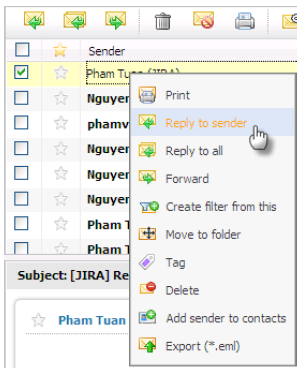 Sender
Pham Tuan (JIRA)
Nguyen
phamv
Nguyen
Nguyen
Nguyen
Pham T
Pham T
Print
Reply to sender
Reply to all
Forward
Create filter from this
Move to folder
Tag
Delete
Add sender to contacts
Export (*.eml)
Subject: [JIRA] Re
Pham Tuan